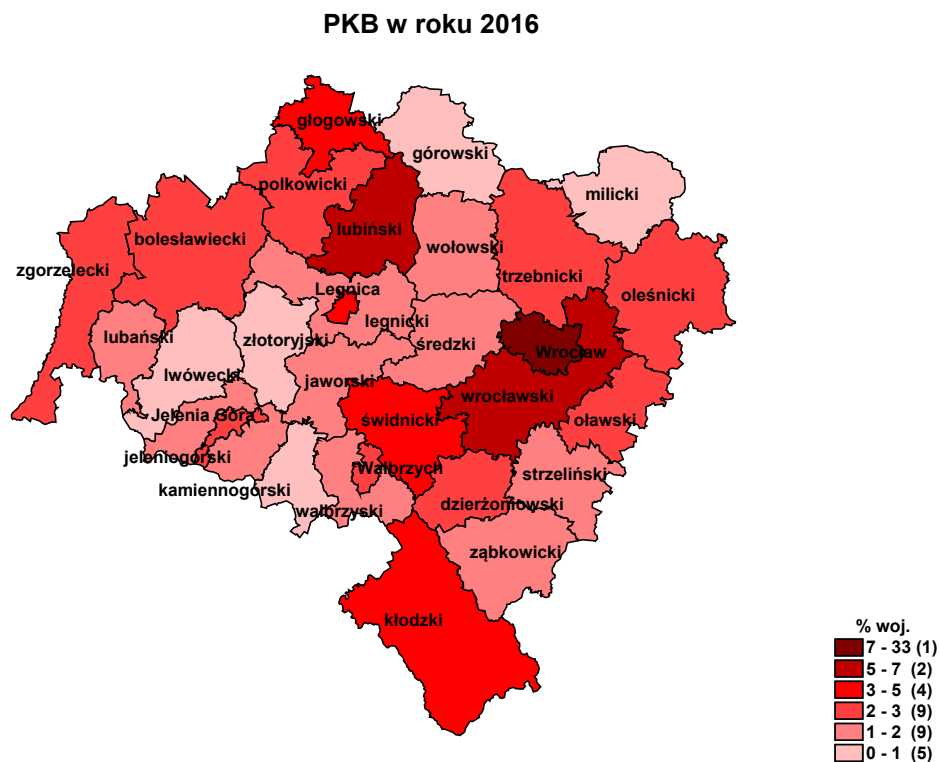 PKB w roku 2016
głogowski
górowski
polkowicki
milicki
lubiński
bolesławiecki
wołowski
zgorzelecki
trzebnicki
Legnica
oleśnicki
legnicki
lubański
złotoryjski
średzki
Wrocław
lwówecki
jaworski
wrocławski
Jelenia Góra
świdnicki
oławski
jeleniogórski
Wałbrzych
strzeliński
kamiennogórski
dzierżoniowski
wałbrzyski
ząbkowicki
kłodzki
% woj.
7 - 33 (1)
5 - 7 (2)
3 - 5 (4)
2 - 3 (9)
1 - 2 (9)
0 - 1 (5)